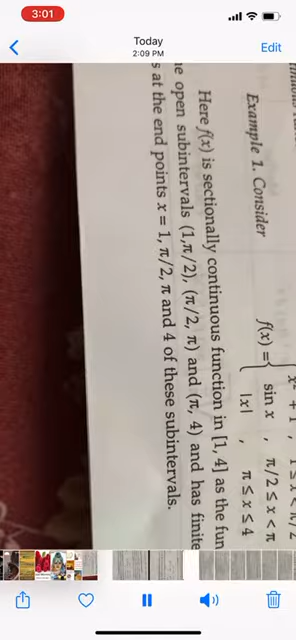 3:01
Today
2:09 PM
Edit
Example 1. Consider
f(x) =
sin x , π/2 ≤ x < π
|x| , π ≤ x ≤ 4
Here f(x) is sectionally continuous function in [1, 4] as the fun
open subintervals (1,π/2), (π/2, π) and (π, 4) and has finite
s at the end points x = 1, π/2, π and 4 of these subintervals.